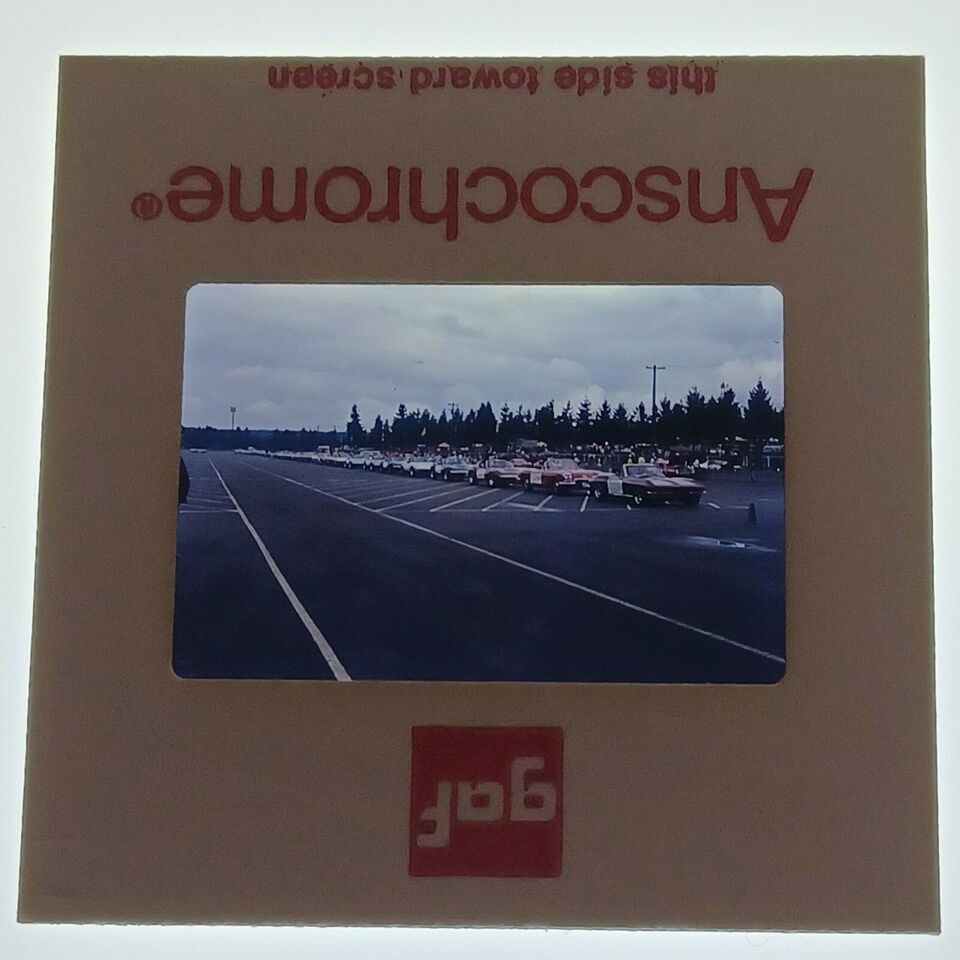 this side toward screen
Anscochrome®
gaf